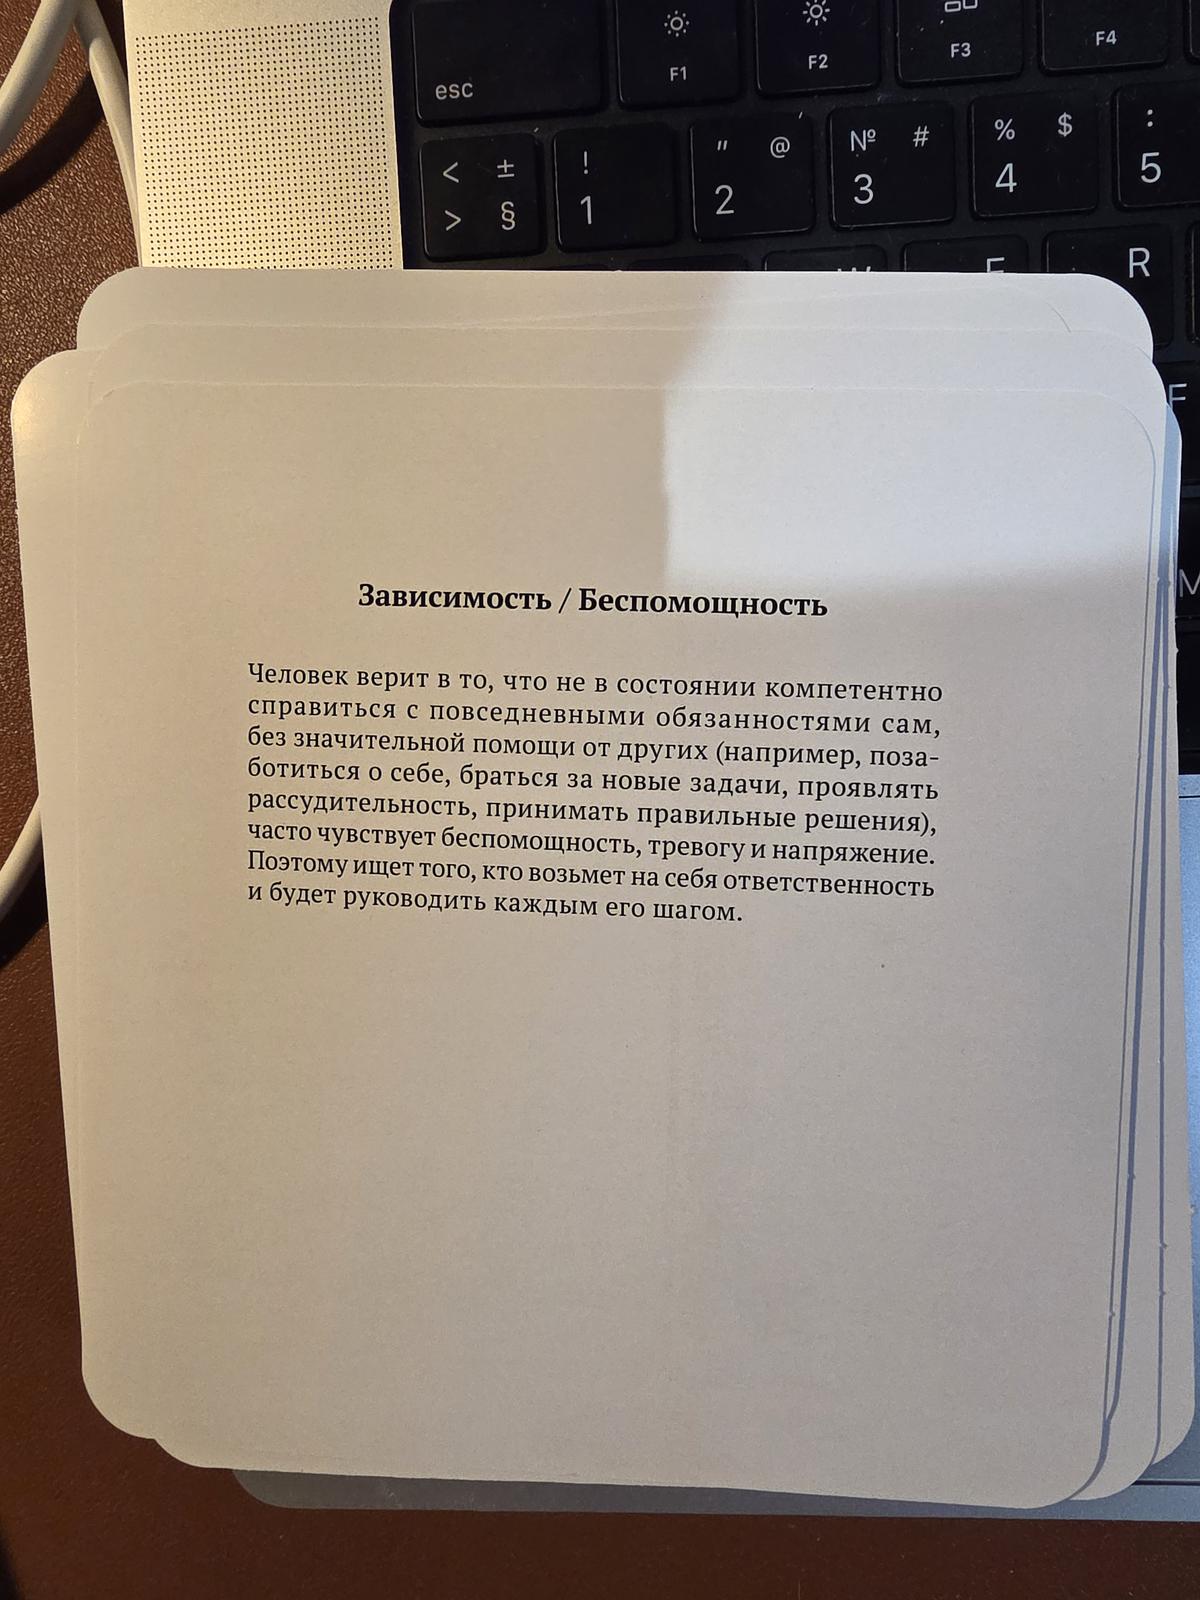 esc
F1
F2
F3
F4
< ±
> §
!
1
" @
2
№ #
3
% $
4
:
5
E
R
F
M
Зависимость / Беспомощность
Человек верит в то, что не в состоянии компетентно
справиться с повседневными обязанностями сам,
без значительной помощи от других (например, поза-
ботиться о себе, браться за новые задачи, проявлять
рассудительность, принимать правильные решения),
часто чувствует беспомощность, тревогу и напряжение.
Поэтому ищет того, кто возьмет на себя ответственность
и будет руководить каждым его шагом.